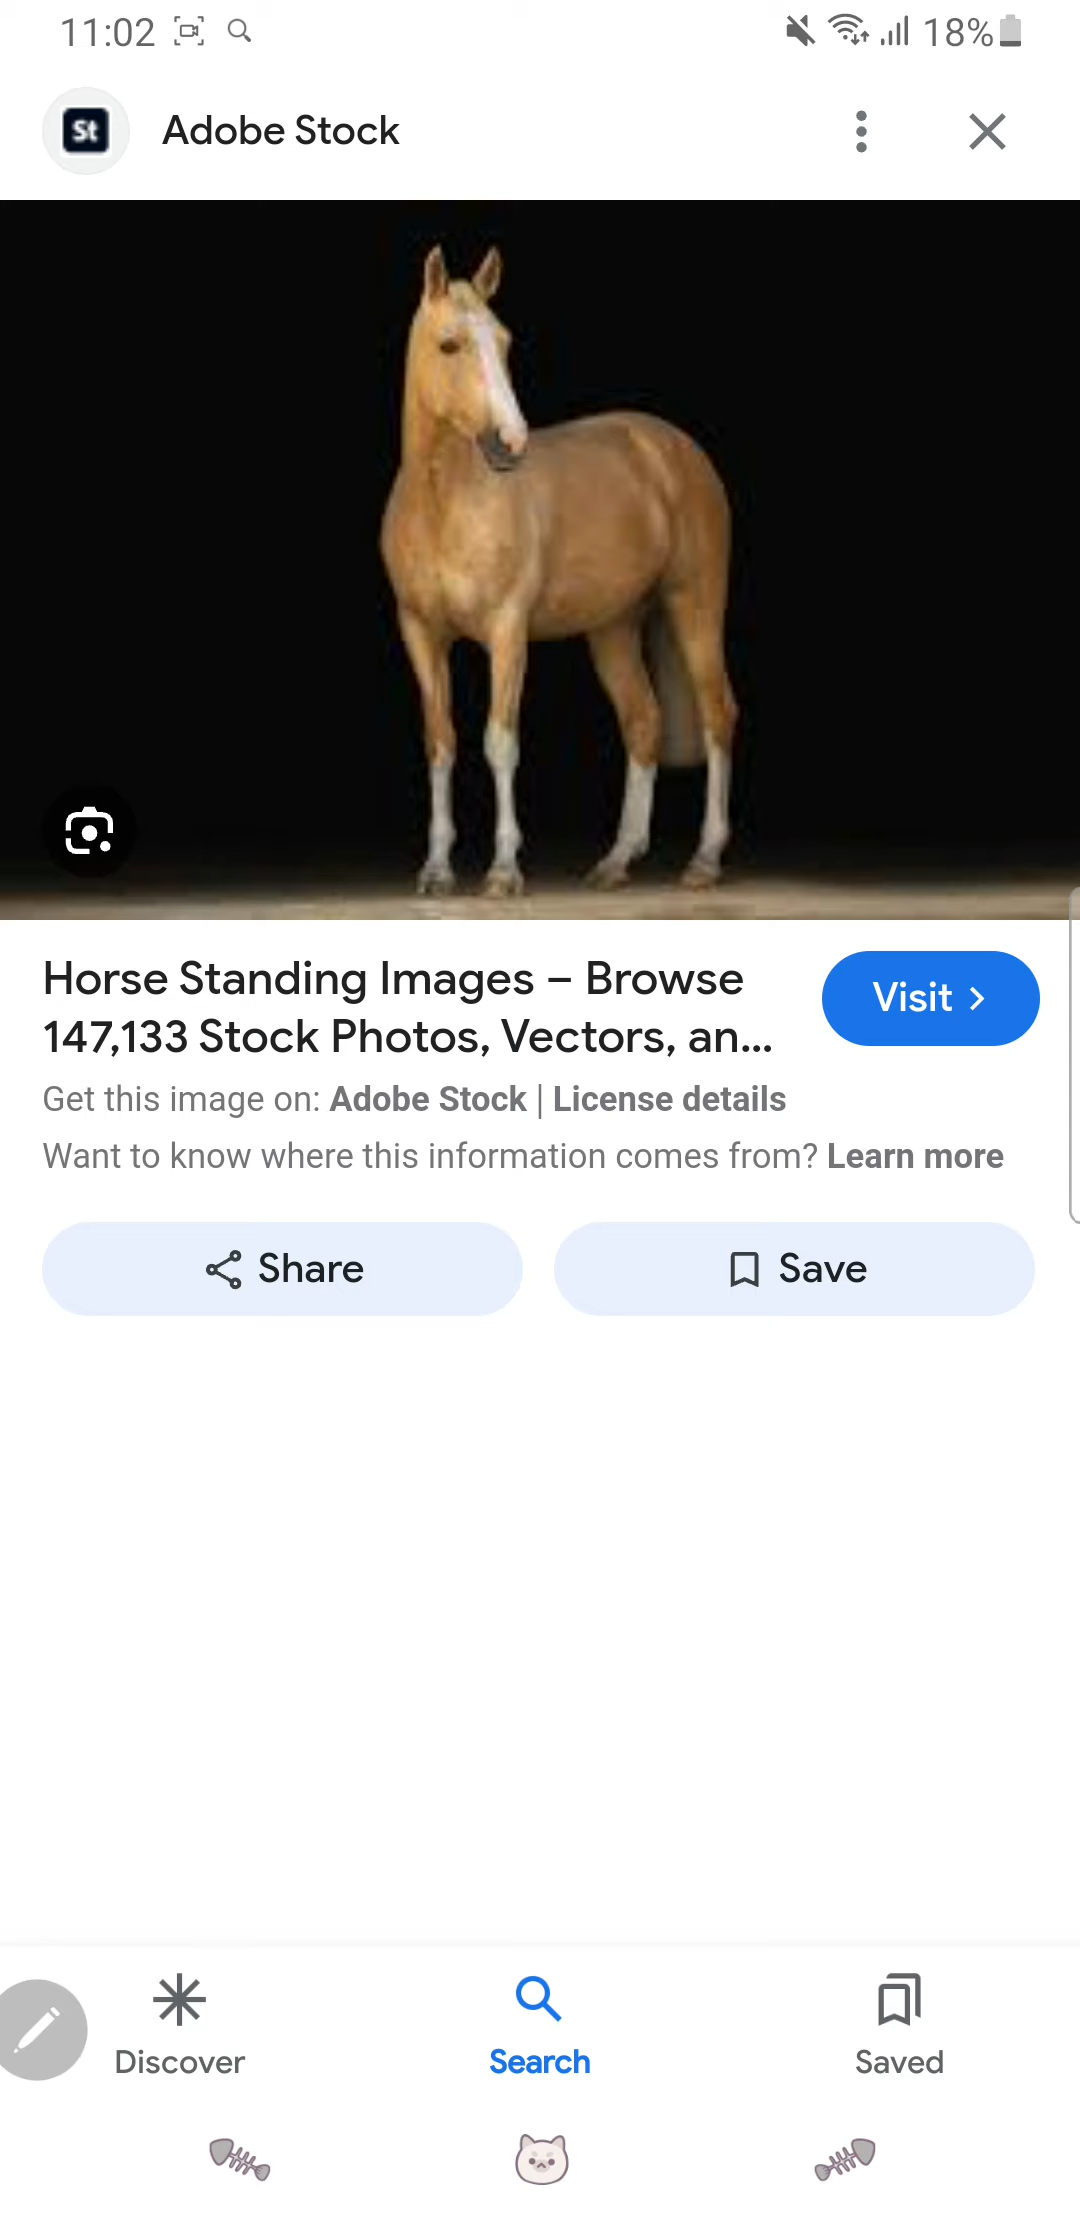 11:02 18%
St Adobe Stock
Horse Standing Images – Browse
147,133 Stock Photos, Vectors, an...
Visit
Get this image on: Adobe Stock | License details
Want to know where this information comes from? Learn more
Share Save
Discover Search Saved